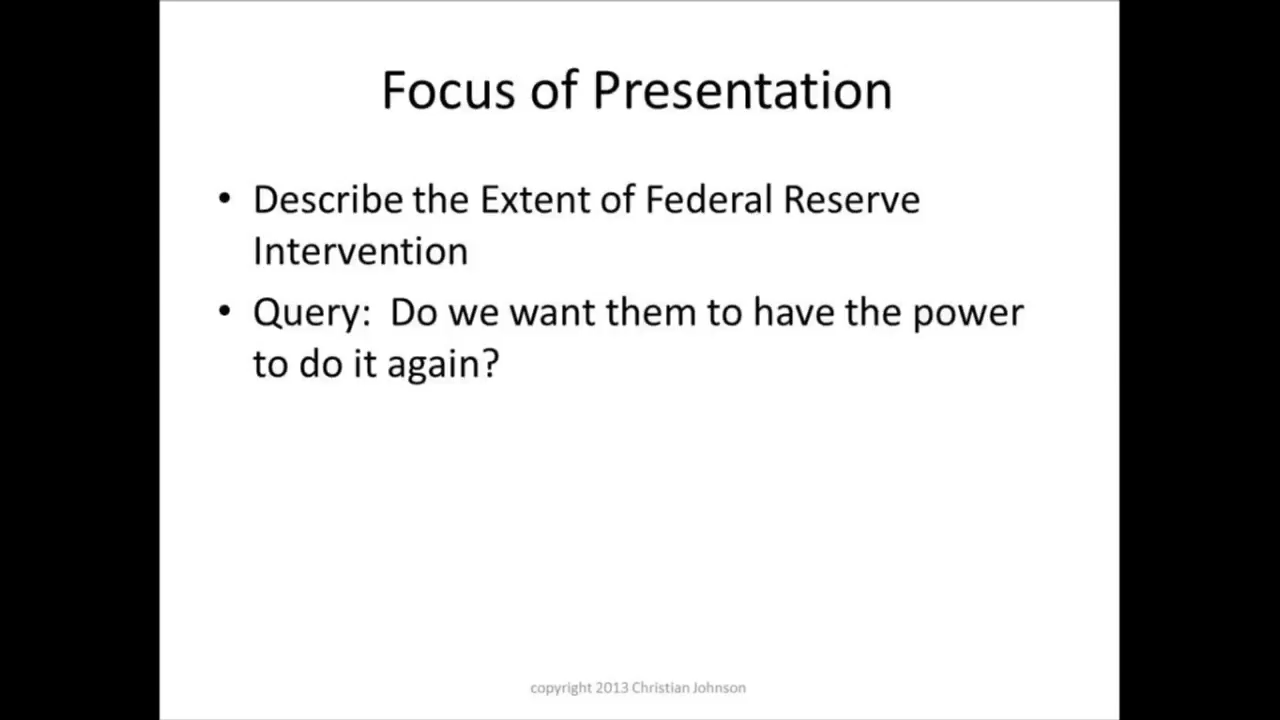 Focus of Presentation
• Describe the Extent of Federal Reserve
Intervention
• Query:  Do we want them to have the power
to do it again?
copyright 2013 Christian Johnson